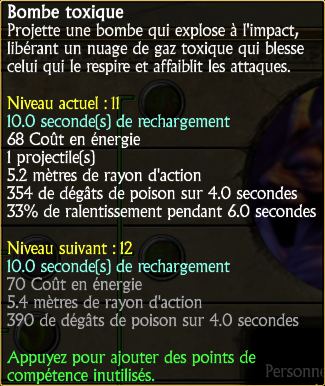 Bombe toxique
Projette une bombe qui explose à l'impact,
libérant un nuage de gaz toxique qui blesse
celui qui le respire et affaiblit les attaques.
Niveau actuel : 11
10.0 seconde(s) de rechargement
68 Coût en énergie
1 projectile(s)
5.2 mètres de rayon d'action
354 de dégâts de poison sur 4.0 secondes
33% de ralentissement pendant 6.0 secondes
Niveau suivant : 12
10.0 seconde(s) de rechargement
70 Coût en énergie
5.4 mètres de rayon d'action
390 de dégâts de poison sur 4.0 secondes
Appuyez pour ajouter des points de
compétence inutilisés.
Personne